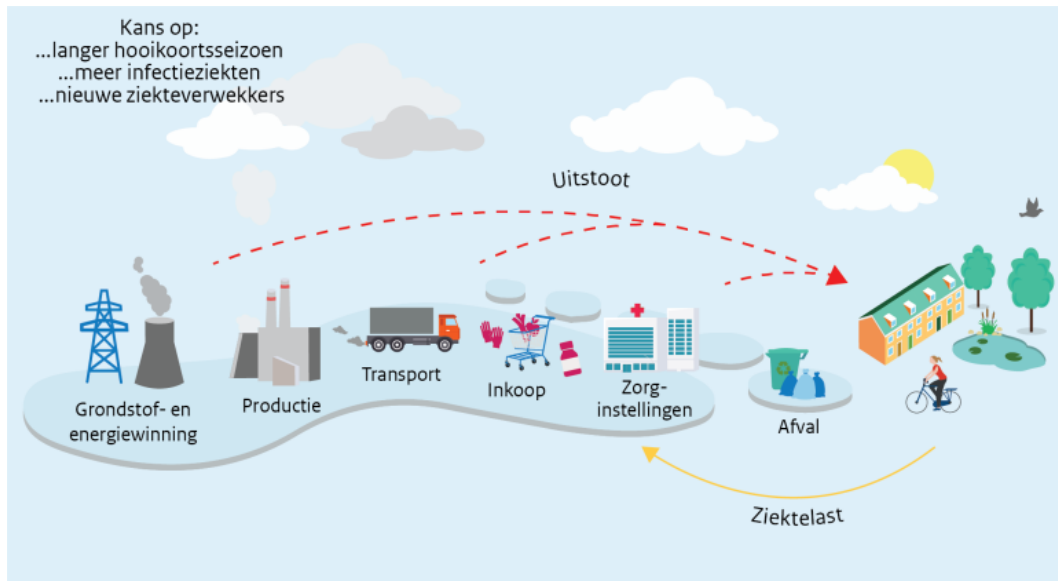 Kans op:
...langer hooikoortsseizoen
...meer infectieziekten
...nieuwe ziekteverwekkers
Uitstoot
Grondstof- en
energiewinning
Productie
Transport
Inkoop
Zorg-
instellingen
Afval
Ziektelast